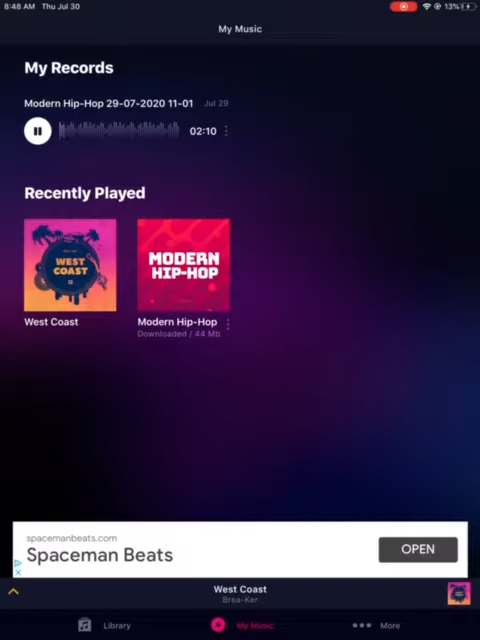 8:48 AM Thu Jul 30
13%
My Music
My Records
Modern Hip-Hop 29-07-2020 11-01 Jul 29
02:10
Recently Played
WEST
COAST
MODERN
HIP-HOP
West Coast
Modern Hip-Hop
Downloaded / 44 Mb
spacemanbeats.com
Spaceman Beats
OPEN
West Coast
Brea-Ker
Library
My Music
More